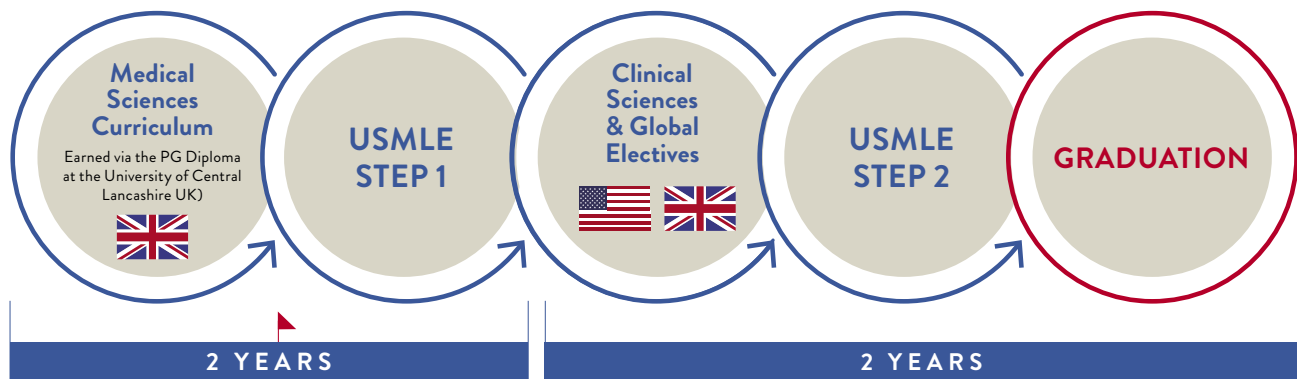 Medical
Sciences
Curriculum
Earned via the PG Diploma
at the University of Central
Lancashire UK)
USMLE
STEP 1
Clinical
Sciences
& Global
Electives
USMLE
STEP 2
GRADUATION
2 YEARS
2 YEARS